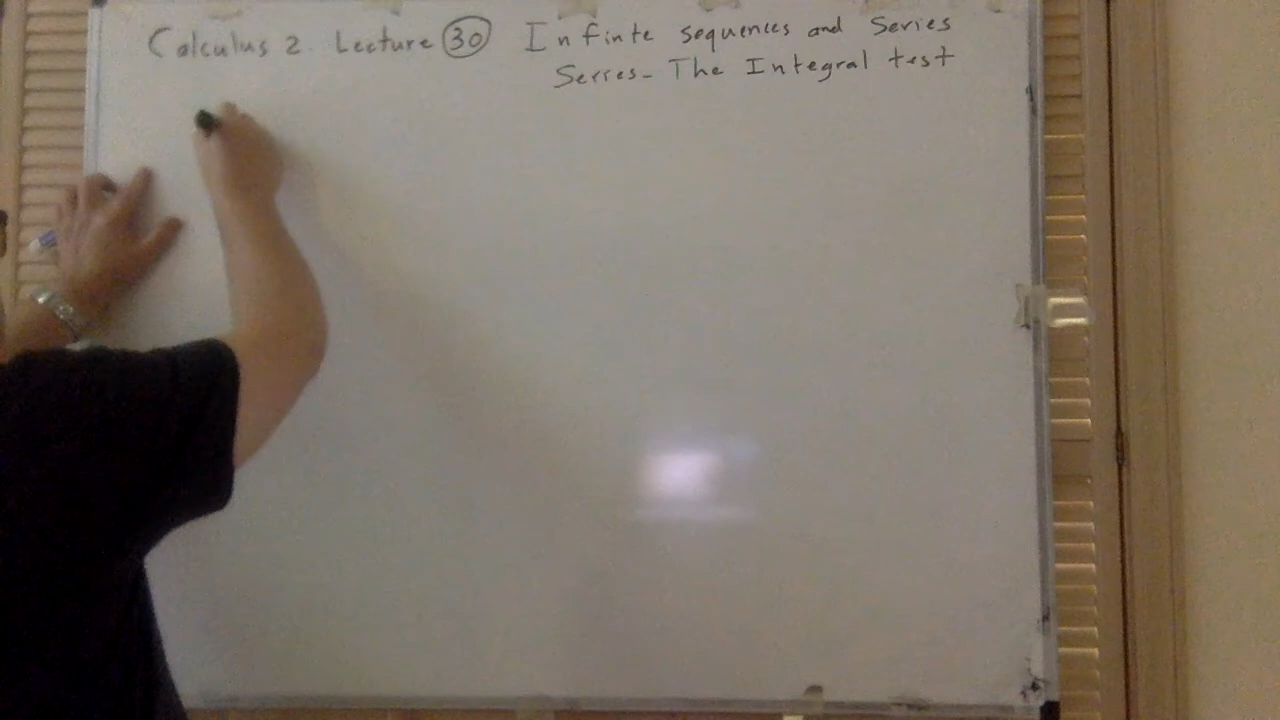 Calculus 2. Lecture 30 Infinte sequences and Series
Series- The Integral test